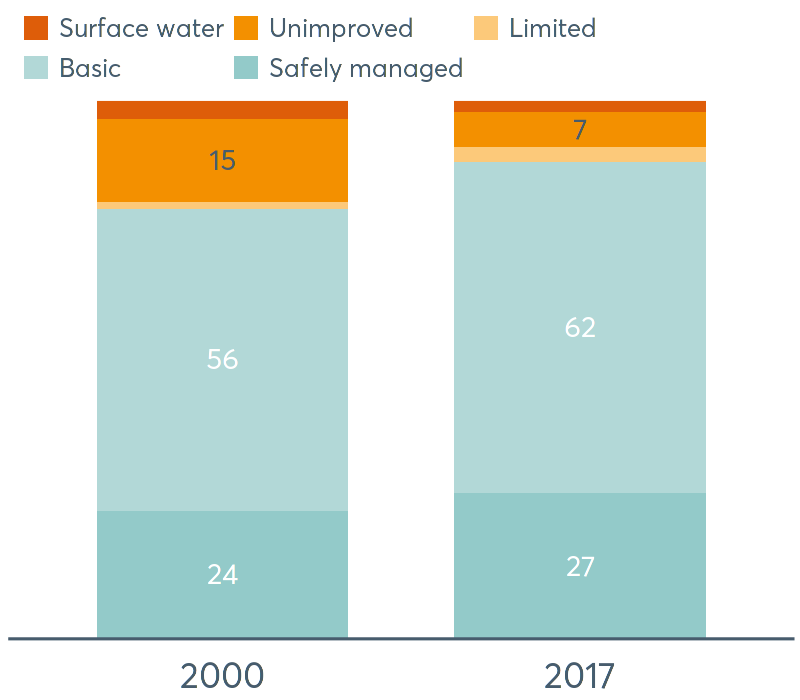 Surface water Unimproved Limited
Basic Safely managed
15 7
56 62
24 27
2000 2017